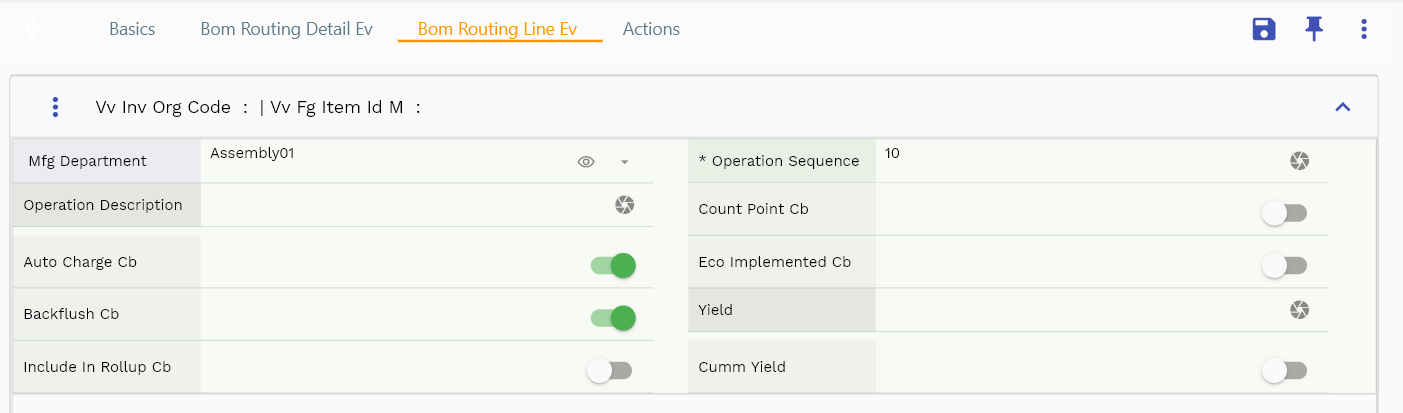 Basics Bom Routing Detail Ev Bom Routing Line Ev Actions
Vv Inv Org Code : | Vv Fg Item Id M :
Mfg Department Assembly01 * Operation Sequence 10
Operation Description Count Point Cb
Auto Charge Cb Eco Implemented Cb
Backflush Cb Yield
Include In Rollup Cb Cumm Yield